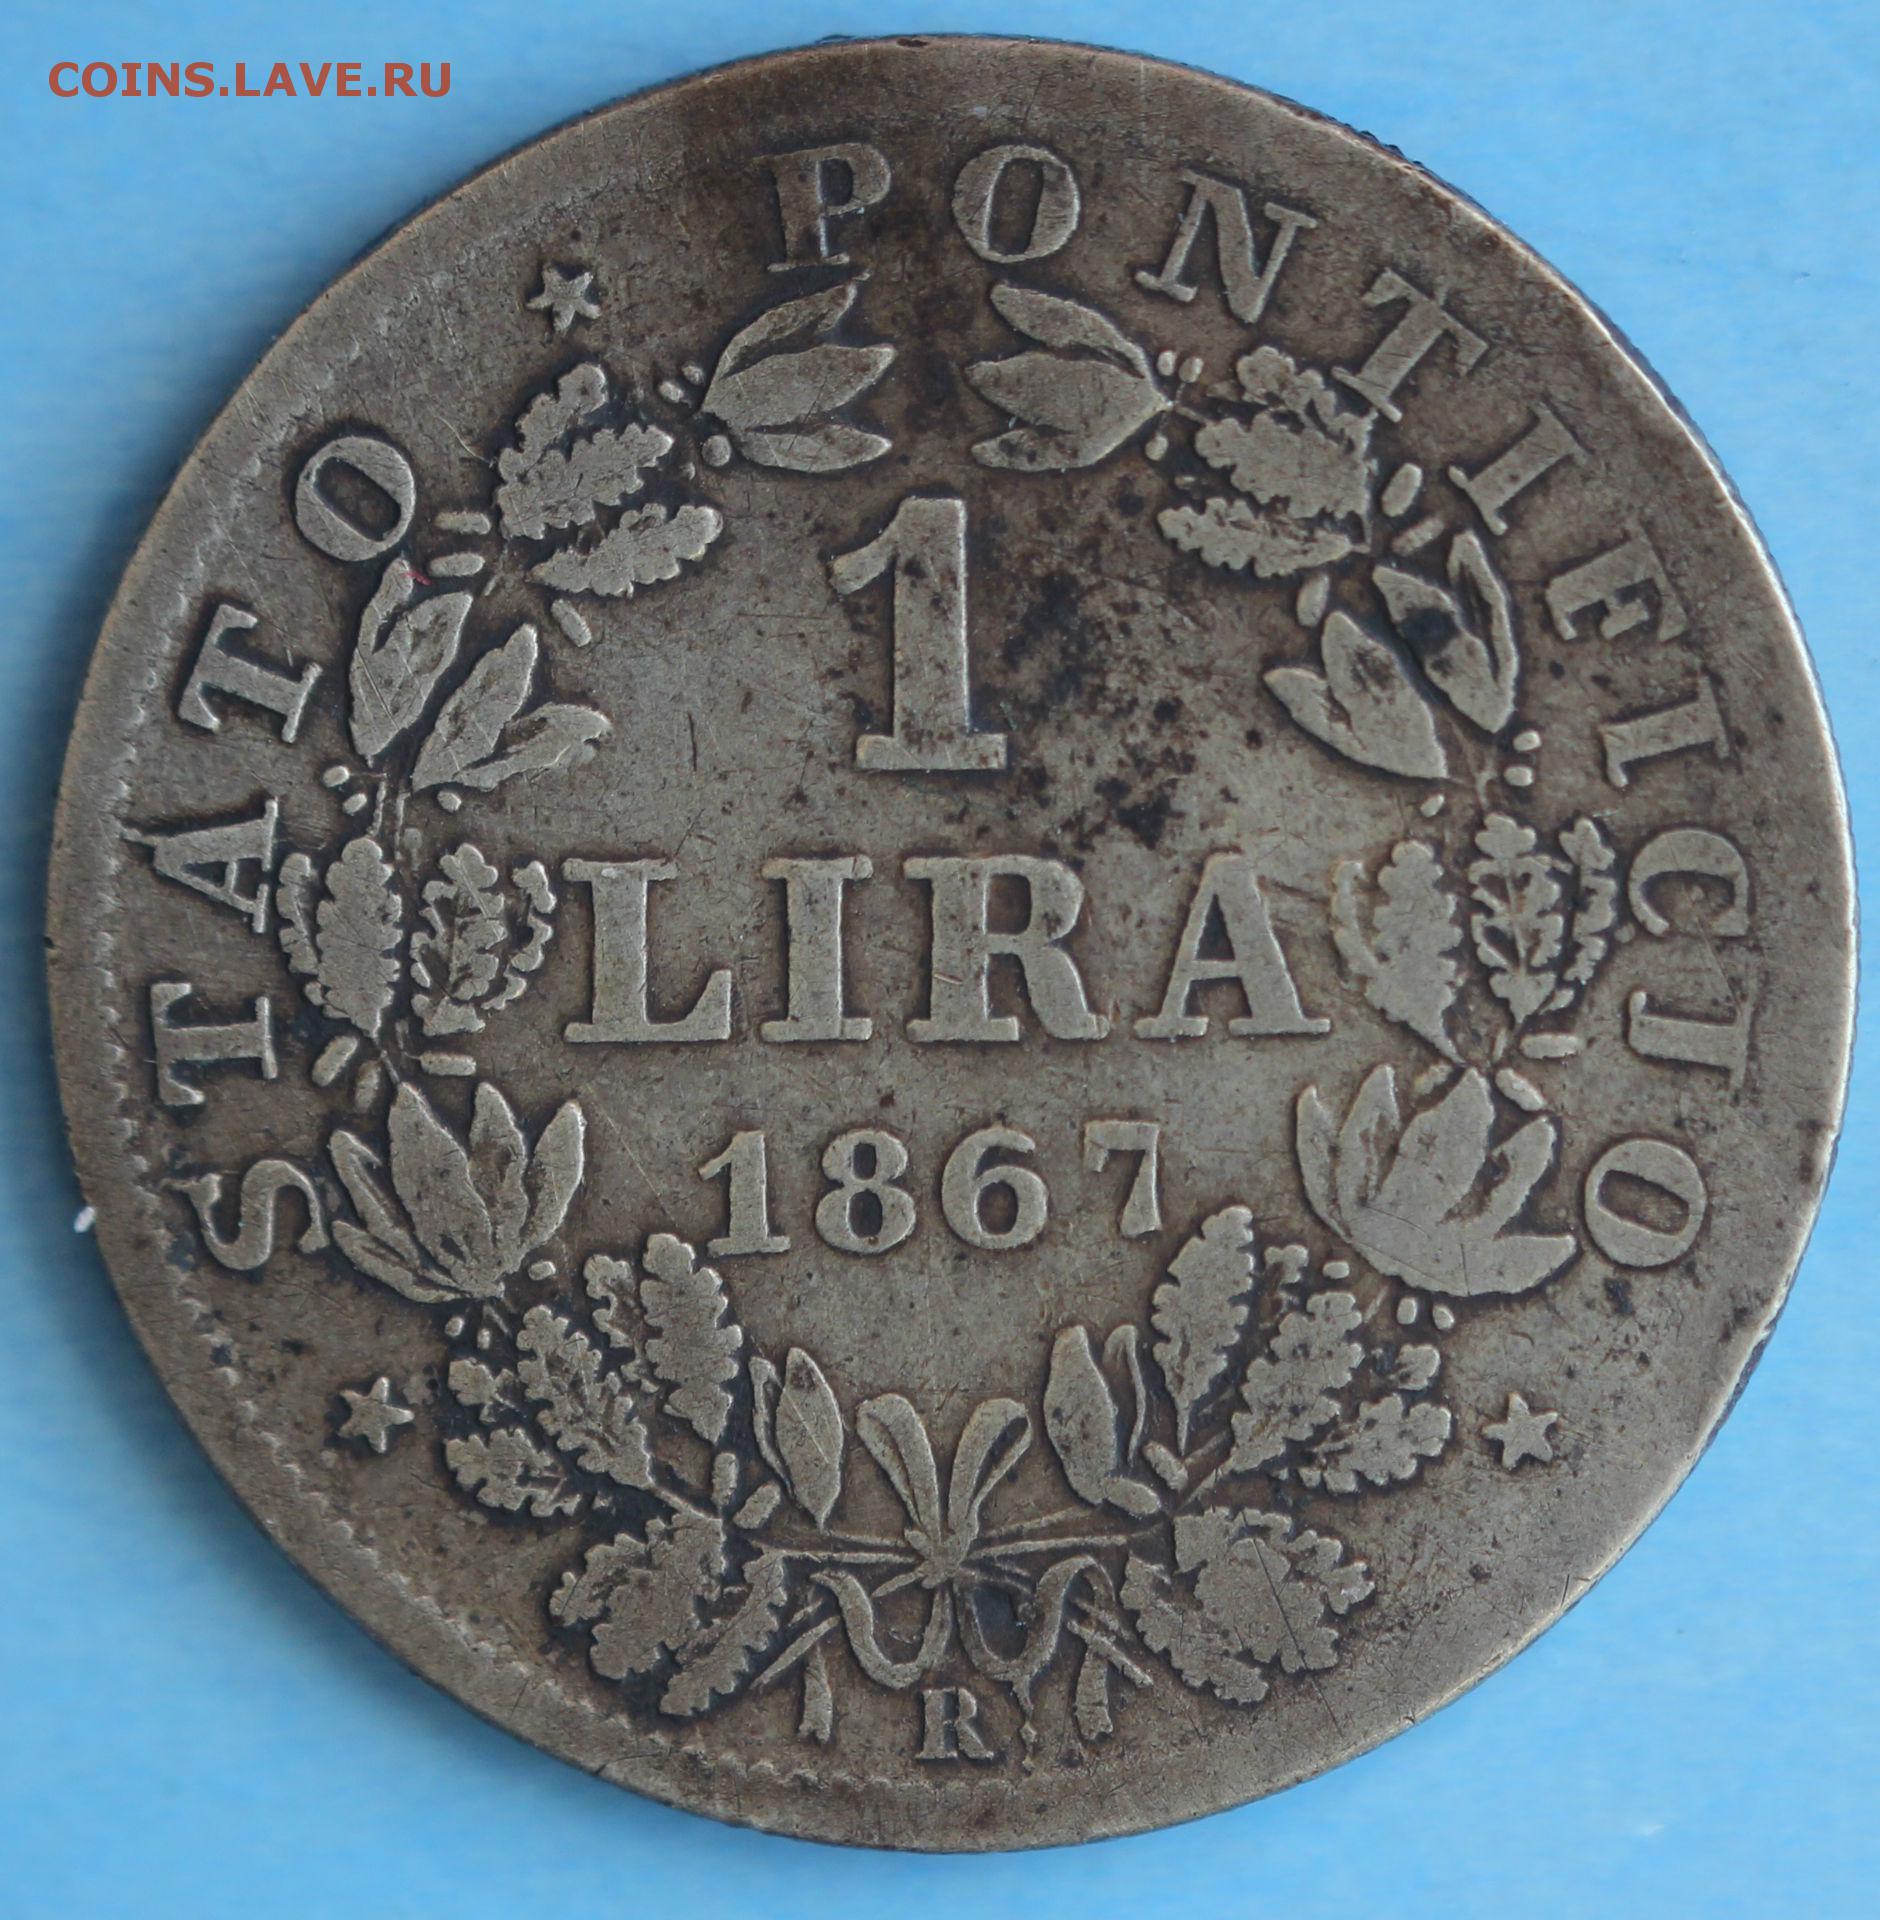 COINS.LAVE.RU
STATO PONTIFICIO
1
LIRA
1867
R